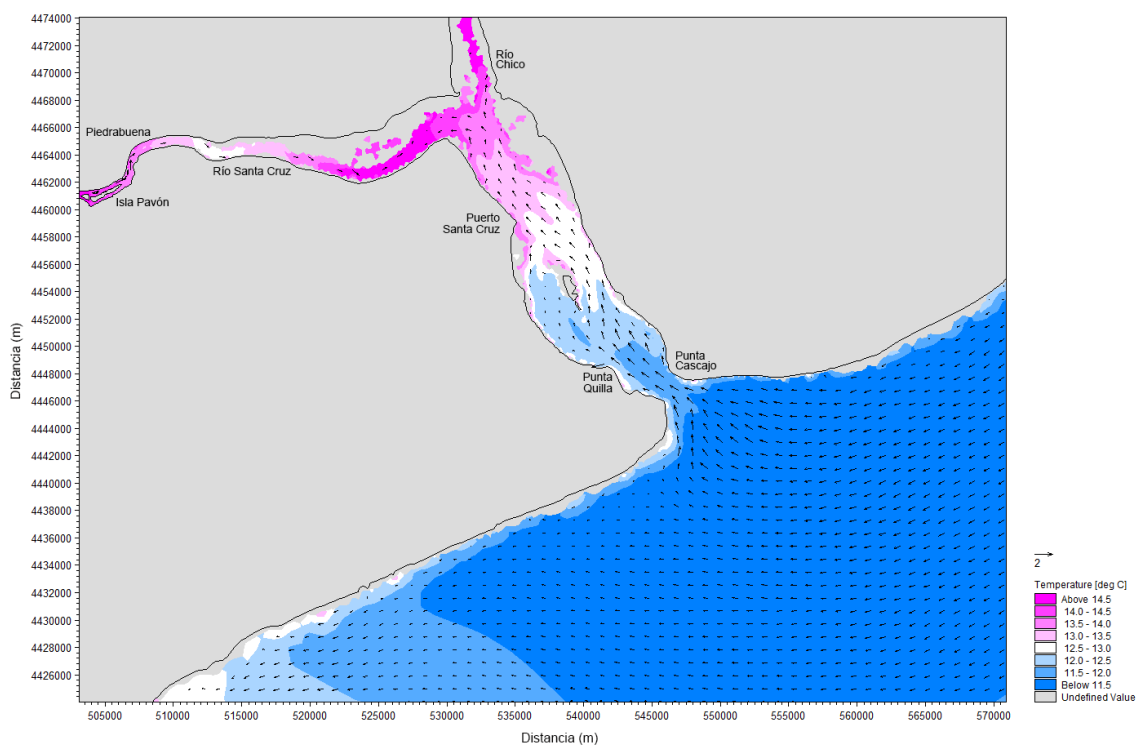 4474000
4472000
4470000
4468000
4466000
4464000
4462000
4460000
4458000
4456000
4454000
4452000
4450000
4448000
4446000
4444000
4442000
4440000
4438000
4436000
4434000
4432000
4430000
4428000
4426000
Distancia (m)
Río
Chico
Piedrabuena
Río Santa Cruz
Isla Pavón
Puerto
Santa Cruz
Punta
Cascajo
Punta
Quilla
505000 510000 515000 520000 525000 530000 535000 540000 545000 550000 555000 560000 565000 570000
Distancia (m)
2
Temperature [deg C]
Above 14.5
14.0 - 14.5
13.5 - 14.0
13.0 - 13.5
12.5 - 13.0
12.0 - 12.5
11.5 - 12.0
Below 11.5
Undefined Value